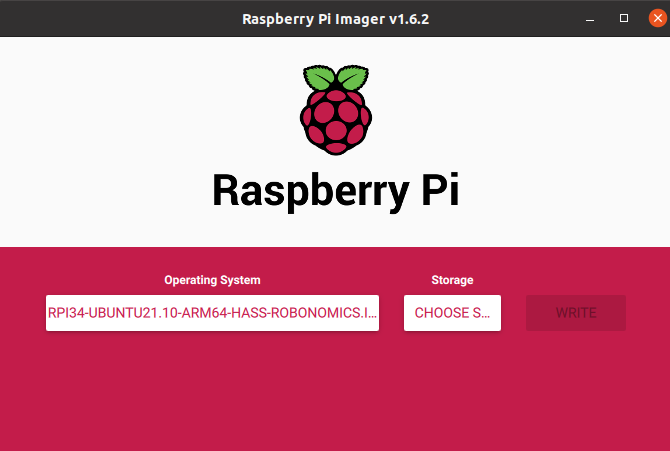 Raspberry Pi Imager v1.6.2
Raspberry Pi
Operating System
Storage
RPI34-UBUNTU21.10-ARM64-HASS-ROBONOMICS.I...
CHOOSE S...
WRITE